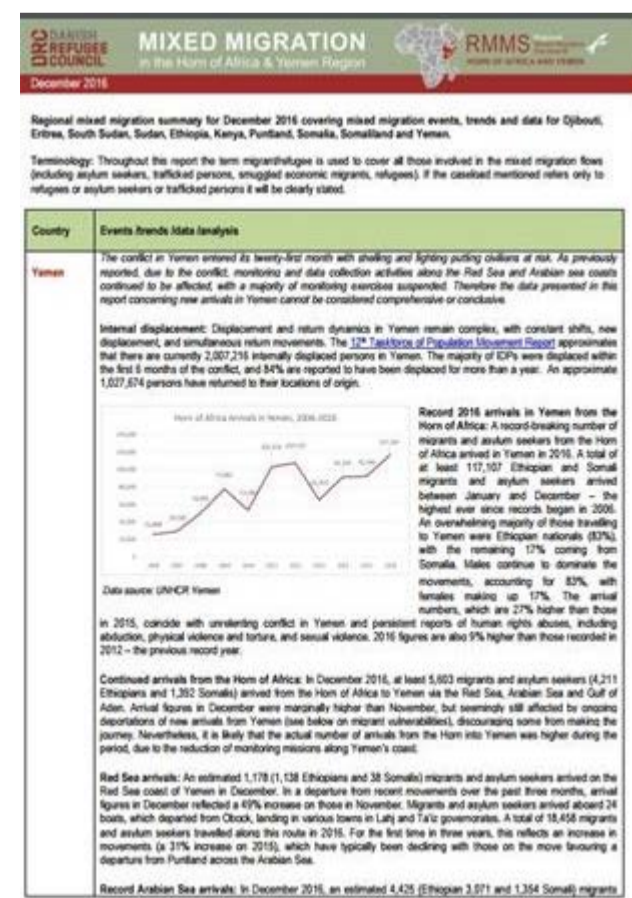 DRC DANISH
REFUGEE
COUNCIL
MIXED MIGRATION
in the Horn of Africa & Yemen Region
RMMS
HORN OF AFRICA AND YEMEN
December 2016
Regional mixed migration summary for December 2016 covering mixed migration events, trends and data for Djibouti,
Eritrea, South Sudan, Sudan, Ethiopia, Kenya, Puntland, Somalia, Somaliland and Yemen.
Terminology: Throughout this report the term migrant/refugee is used to cover all those involved in the mixed migration flows
(including asylum seekers, trafficked persons, smuggled economic migrants, refugees). If the caseload mentioned refers only to
refugees or asylum seekers or trafficked persons it will be clearly stated.
Country
Events /trends /data /analysis
Yemen
The conflict in Yemen entered its twenty-first month with shelling and fighting putting civilians at risk. As previously
reported, due to the conflict, monitoring and data collection activities along the Red Sea and Arabian sea coasts
continued to be affected, with a majority of monitoring exercises suspended. Therefore the data presented in this
report concerning new arrivals in Yemen cannot be considered comprehensive or conclusive.
Internal displacement: Displacement and return dynamics in Yemen remain complex, with constant shifts, new
displacement, and simultaneous return movements. The 12th Taskforce of Population Movement Report approximates
that there are currently 2,007,216 internally displaced persons in Yemen. The majority of IDPs were displaced within
the first 6 months of the conflict, and 84% are reported to have been displaced for more than a year. An approximate
1,027,674 persons have returned to their locations of origin.
Horn of Africa Arrivals in Yemen, 2006-2016
Data source: UNHCR Yemen
Record 2016 arrivals in Yemen from the
Horn of Africa: A record-breaking number of
migrants and asylum seekers from the Horn
of Africa arrived in Yemen in 2016. A total of
at least 117,107 Ethiopian and Somali
migrants and asylum seekers arrived
between January and December – the
highest ever since records began in 2006.
An overwhelming majority of those travelling
to Yemen were Ethiopian nationals (83%),
with the remaining 17% coming from
Somalia. Males continue to dominate the
movements, accounting for 83%, with
females making up 17%. The arrival
numbers, which are 27% higher than those
in 2015, coincide with unrelenting conflict in Yemen and persistent reports of human rights abuses, including
abduction, physical violence and torture, and sexual violence. 2016 figures are also 9% higher than those recorded in
2012 – the previous record year.
Continued arrivals from the Horn of Africa: In December 2016, at least 5,603 migrants and asylum seekers (4,211
Ethiopians and 1,392 Somalis) arrived from the Horn of Africa to Yemen via the Red Sea, Arabian Sea and Gulf of
Aden. Arrival figures in December were marginally higher than November, but seemingly still affected by ongoing
deportations of new arrivals from Yemen (see below on migrant vulnerabilities), discouraging some from making the
journey. Nevertheless, it is likely that the actual number of arrivals from the Horn into Yemen was higher during the
period, due to the reduction of monitoring missions along Yemen's coast.
Red Sea arrivals: An estimated 1,178 (1,138 Ethiopians and 38 Somalis) migrants and asylum seekers arrived on the
Red Sea coast of Yemen in December. In a departure from recent movements over the past three months, arrival
figures in December reflected a 49% increase on those in November. Migrants and asylum seekers arrived aboard 24
boats, which departed from Obock, landing in various towns in Lahj and Ta'iz governorates. A total of 18,458 migrants
and asylum seekers travelled along this route in 2016. For the first time in three years, this reflects an increase in
movements (a 31% increase on 2015), which have typically been declining with those on the move favouring a
departure from Puntland across the Arabian Sea.
Record Arabian Sea arrivals: In December 2016, an estimated 4,425 (Ethiopian 3,071 and 1,354 Somali) migrants